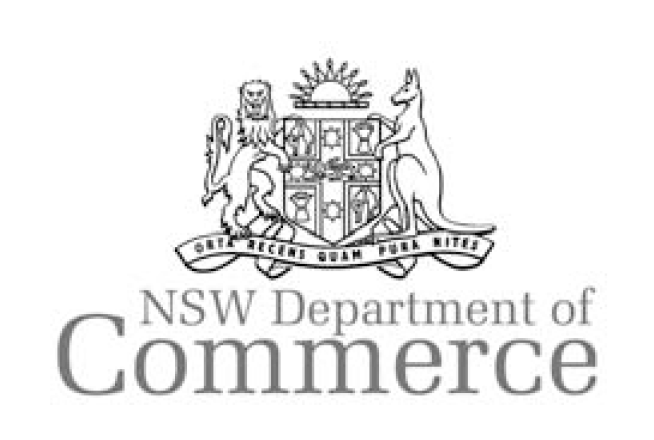 ORTA RECENS QUAM PURA NITES
NSW Department of
Commerce